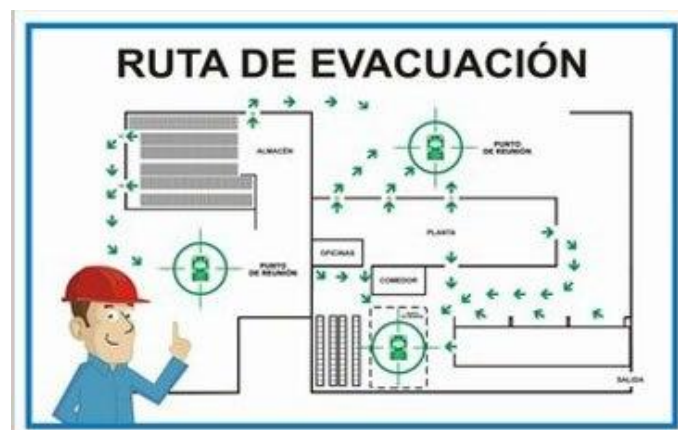 RUTA DE EVACUACIÓN
ALMACÉN
PUNTO
DE REUNIÓN
PLANTA
OFICINAS
PUNTO
DE REUNIÓN
COMEDOR
SALIDA